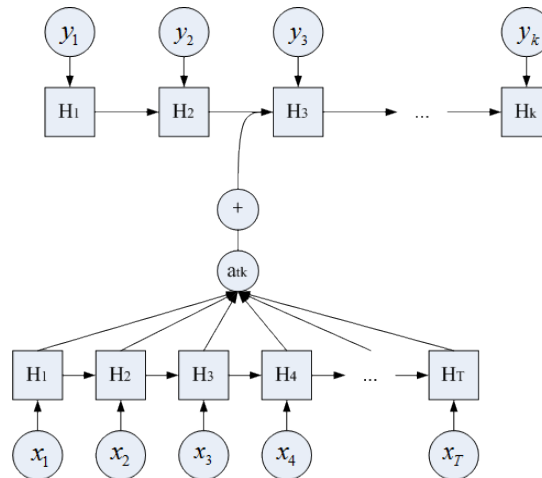 y1 y2 y3 yk
H1 H2 H3 ... Hk
+
atk
H1 H2 H3 H4 ... HT
x1 x2 x3 x4 xT